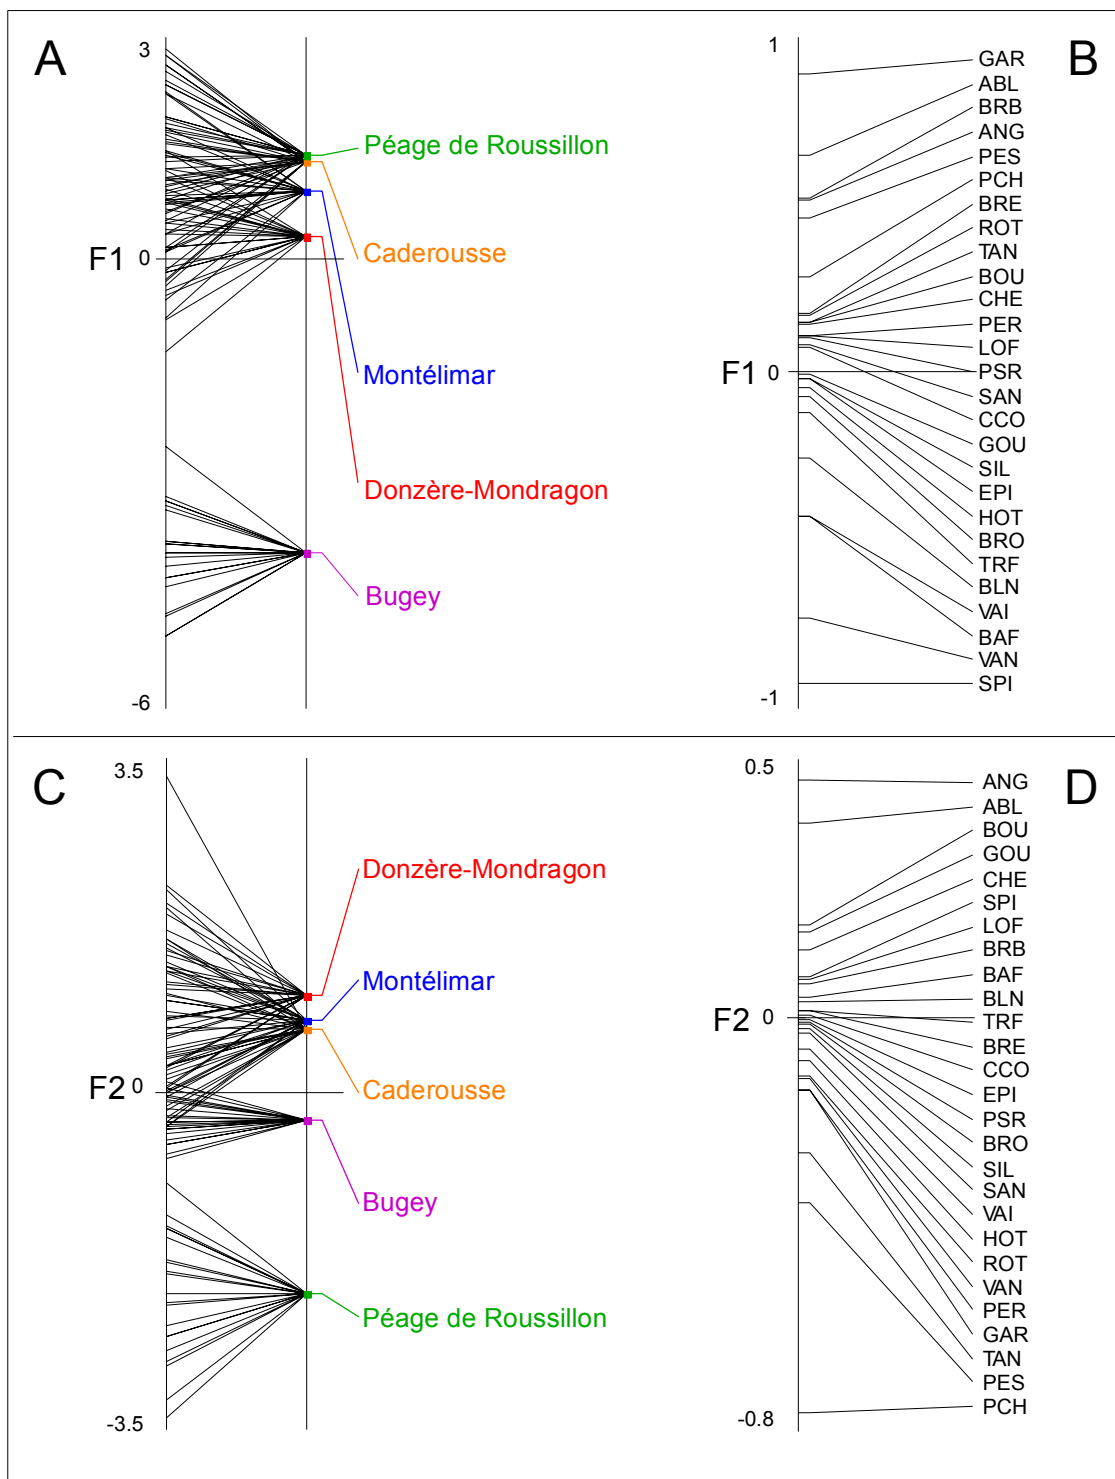 A
3
Péage de Roussillon
Caderousse
F1 0
Montélimar
Donzère-Mondragon
Bugey
-6
B
1
GAR
ABL
BRB
ANG
PES
PCH
BRE
ROT
TAN
BOU
CHE
PER
LOF
F1 0
PSR
SAN
CCO
GOU
SIL
EPI
HOT
BRO
TRF
BLN
VAI
BAF
VAN
SPI
-1
C
3.5
Donzère-Mondragon
Montélimar
F2 0
Caderousse
Bugey
Péage de Roussillon
-3.5
D
0.5
ANG
ABL
BOU
GOU
CHE
SPI
LOF
BRB
BAF
BLN
F2 0
TRF
BRE
CCO
EPI
PSR
BRO
SIL
SAN
VAI
HOT
ROT
VAN
PER
GAR
TAN
PES
PCH
-0.8